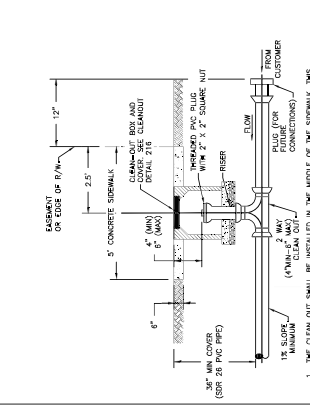 12"
EASEMENT
OR EDGE OF R/W
2.5'
5' CONCRETE SIDEWALK
CLEAN-OUT BOX AND
COVER. SEE CLEANOUT
DETAIL 216
4" (MIN)
6" (MAX)
THREADED PVC PLUG
WITH 2" X 2" SQUARE NUT
RISER
6"
36" MIN COVER
(SDR 26 PVC PIPE)
FLOW
FROM
CUSTOMER
PLUG (FOR
FUTURE
CONNECTIONS)
2 WAY
CLEAN OUT
(4"MIN-6" MAX)
1% SLOPE
MINIMUM
1. THE CLEAN OUT SHALL BE INSTALLED IN THE MIDDLE OF THE SIDEWALK THIS